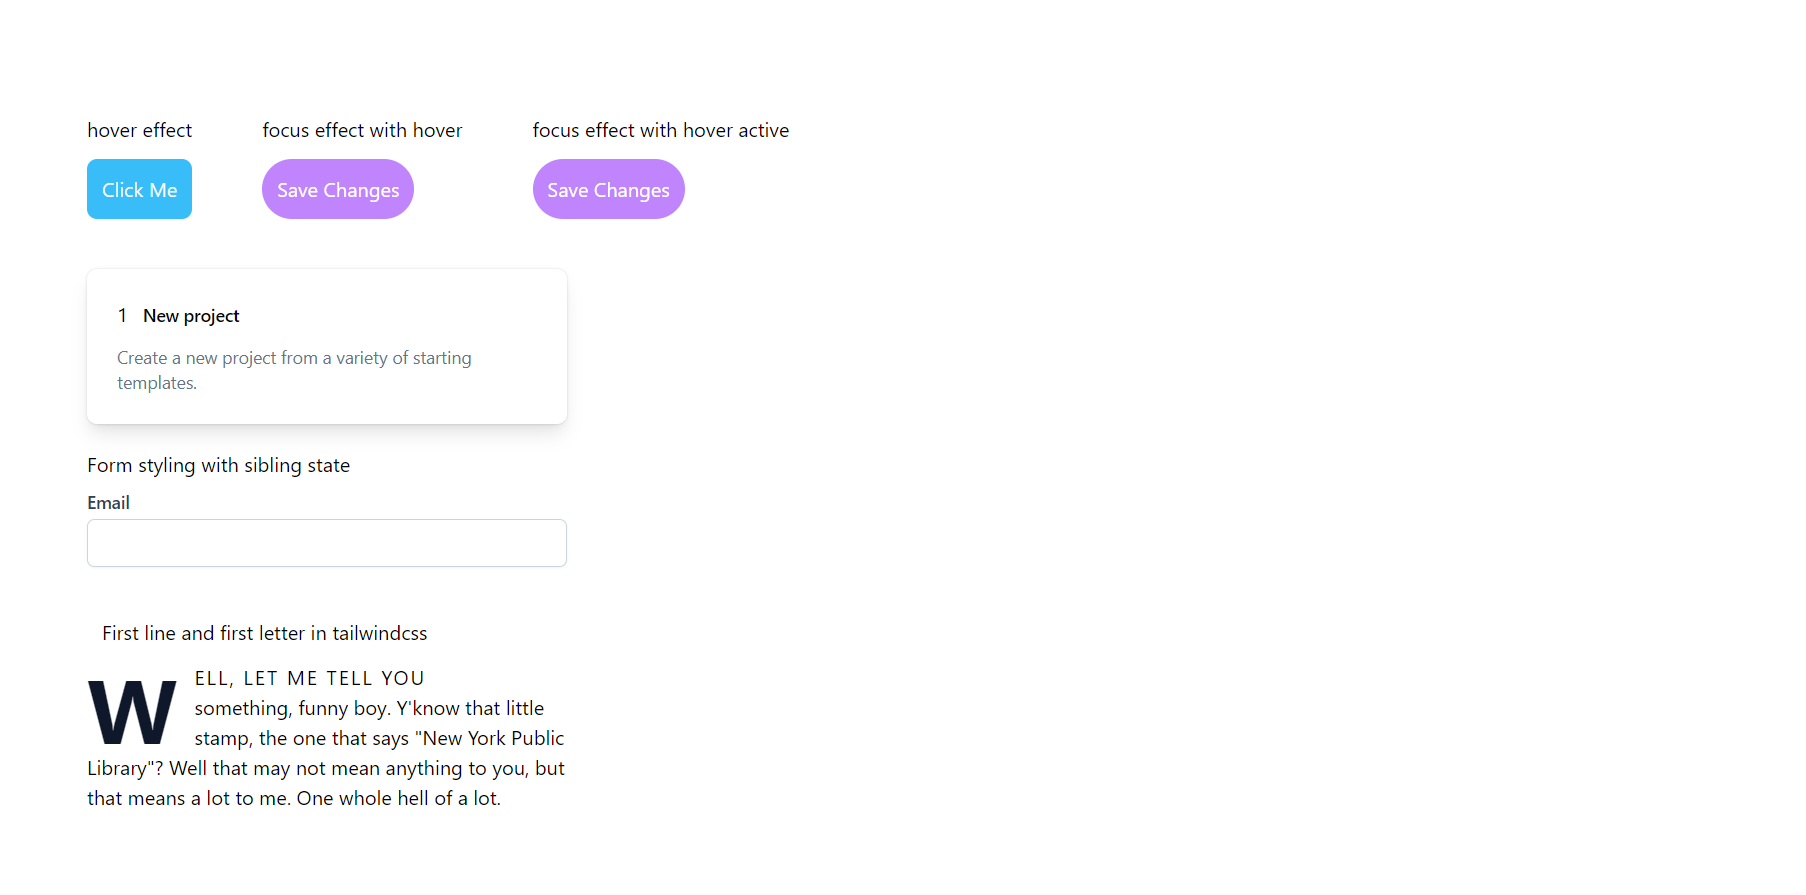 hover effect
focus effect with hover
focus effect with hover active
Click Me
Save Changes
Save Changes
1 New project
Create a new project from a variety of starting
templates.
Form styling with sibling state
Email
First line and first letter in tailwindcss
WELL, LET ME TELL YOU
something, funny boy. Y'know that little
stamp, the one that says "New York Public
Library"? Well that may not mean anything to you, but
that means a lot to me. One whole hell of a lot.